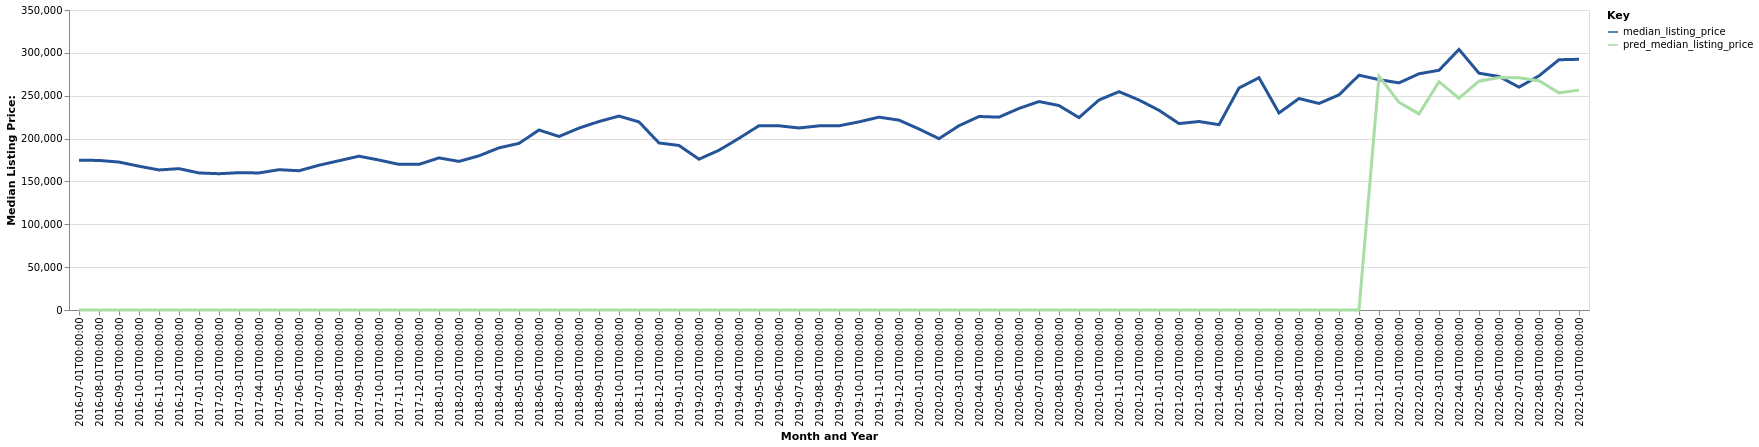 350,000
300,000
250,000
200,000
150,000
100,000
50,000
0
Median Listing Price:
2016-07-01T00:00:00
2016-08-01T00:00:00
2016-09-01T00:00:00
2016-10-01T00:00:00
2016-11-01T00:00:00
2016-12-01T00:00:00
2017-01-01T00:00:00
2017-02-01T00:00:00
2017-03-01T00:00:00
2017-04-01T00:00:00
2017-05-01T00:00:00
2017-06-01T00:00:00
2017-07-01T00:00:00
2017-08-01T00:00:00
2017-09-01T00:00:00
2017-10-01T00:00:00
2017-11-01T00:00:00
2017-12-01T00:00:00
2018-01-01T00:00:00
2018-02-01T00:00:00
2018-03-01T00:00:00
2018-04-01T00:00:00
2018-05-01T00:00:00
2018-06-01T00:00:00
2018-07-01T00:00:00
2018-08-01T00:00:00
2018-09-01T00:00:00
2018-10-01T00:00:00
2018-11-01T00:00:00
2018-12-01T00:00:00
2019-01-01T00:00:00
2019-02-01T00:00:00
2019-03-01T00:00:00
2019-04-01T00:00:00
2019-05-01T00:00:00
2019-06-01T00:00:00
2019-07-01T00:00:00
2019-08-01T00:00:00
2019-09-01T00:00:00
2019-10-01T00:00:00
2019-11-01T00:00:00
2019-12-01T00:00:00
2020-01-01T00:00:00
2020-02-01T00:00:00
2020-03-01T00:00:00
2020-04-01T00:00:00
2020-05-01T00:00:00
2020-06-01T00:00:00
2020-07-01T00:00:00
2020-08-01T00:00:00
2020-09-01T00:00:00
2020-10-01T00:00:00
2020-11-01T00:00:00
2020-12-01T00:00:00
2021-01-01T00:00:00
2021-02-01T00:00:00
2021-03-01T00:00:00
2021-04-01T00:00:00
2021-05-01T00:00:00
2021-06-01T00:00:00
2021-07-01T00:00:00
2021-08-01T00:00:00
2021-09-01T00:00:00
2021-10-01T00:00:00
2021-11-01T00:00:00
2021-12-01T00:00:00
2022-01-01T00:00:00
2022-02-01T00:00:00
2022-03-01T00:00:00
2022-04-01T00:00:00
2022-05-01T00:00:00
2022-06-01T00:00:00
2022-07-01T00:00:00
2022-08-01T00:00:00
2022-09-01T00:00:00
2022-10-01T00:00:00
Month and Year
Key
median_listing_price
pred_median_listing_price